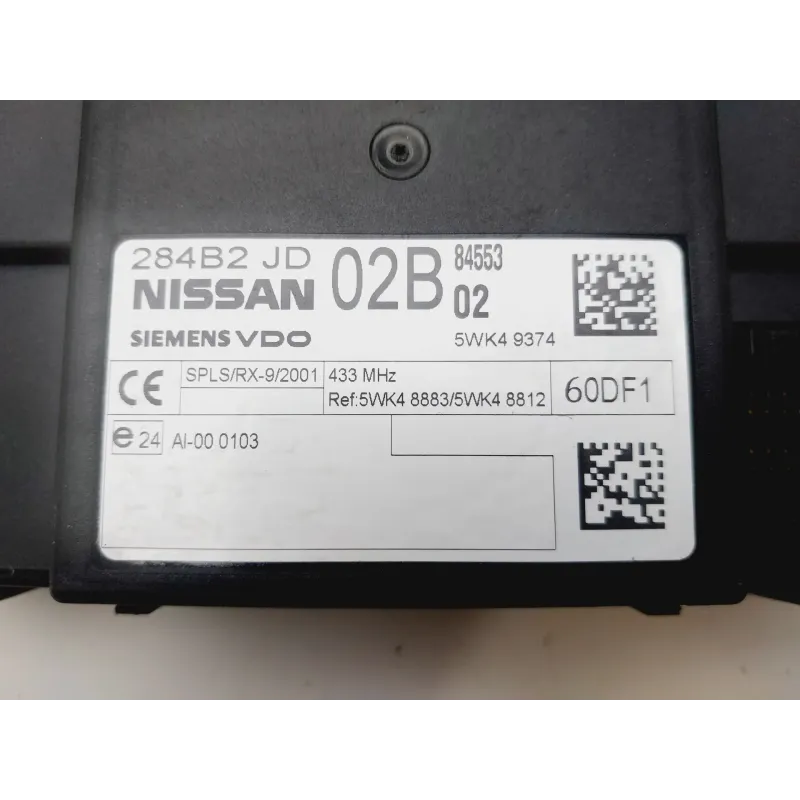 284B2 JD 02B 84553
NISSAN 02
SIEMENS VDO 5WK4 9374
CE SPLS/RX-9/2001 433 MHz 60DF1
Ref:5WK4 8883/5WK4 8812
e 24 AI-00 0103